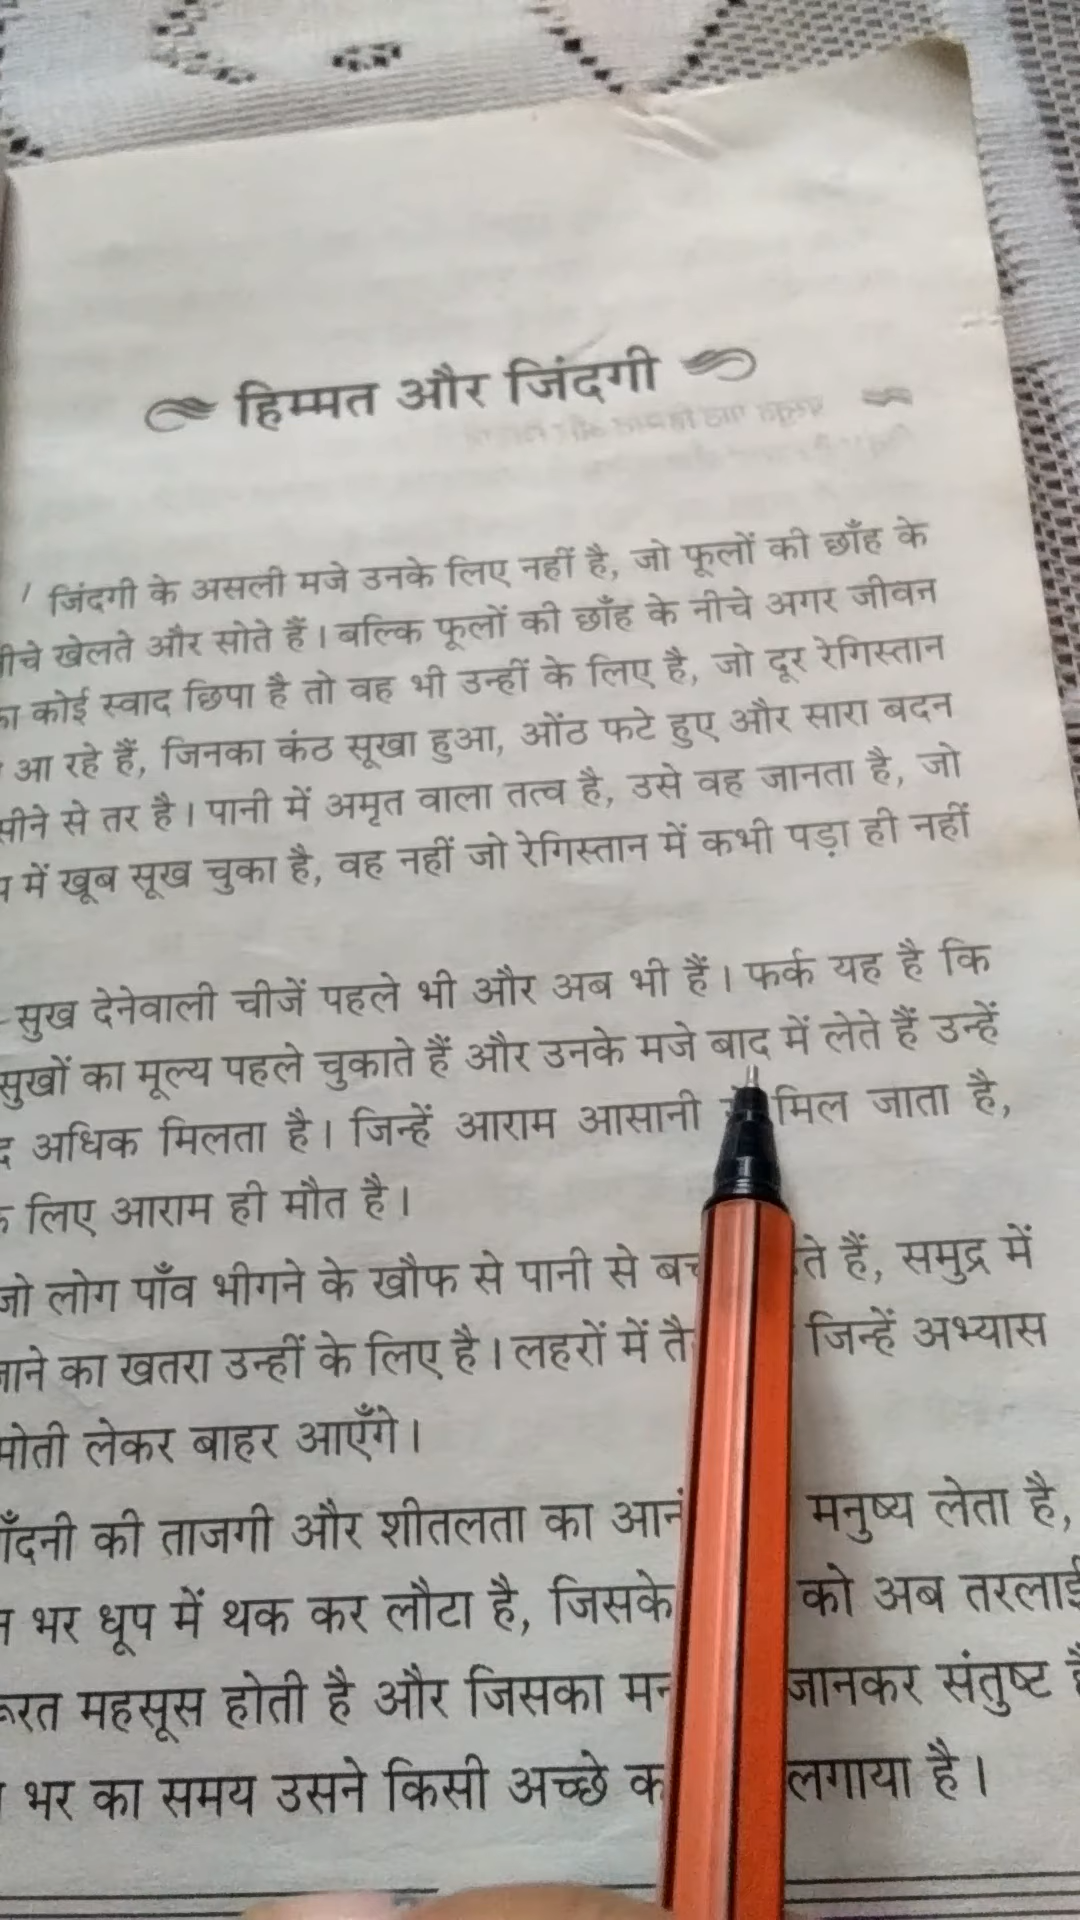 हिम्मत और जिंदगी
जिंदगी के असली मजे उनके लिए नहीं है, जो फूलों की छाँह के
खेलते और सोते हैं। बल्कि फूलों की छाँह के नीचे अगर जीवन
कोई स्वाद छिपा है तो वह भी उन्हीं के लिए है, जो दूर रेगिस्तान
आ रहे हैं, जिनका कंठ सूखा हुआ, ओंठ फटे हुए और सारा बदन
से तर है। पानी में अमृत वाला तत्व है, उसे वह जानता है, जो
में खूब सूख चुका है, वह नहीं जो रेगिस्तान में कभी पड़ा ही नहीं
सुख देनेवाली चीजें पहले भी और अब भी हैं। फर्क यह है कि
सुखों का मूल्य पहले चुकाते हैं और उनके मजे बाद में लेते हैं उन्हें
अधिक मिलता है। जिन्हें आराम आसानी मिल जाता है,
लिए आराम ही मौत है।
जो लोग पाँव भीगने के खौफ से पानी से हैं, समुद्र में
का खतरा उन्हीं के लिए है। लहरों में जिन्हें अभ्यास
मोती लेकर बाहर आएँगे।
की ताजगी और शीतलता का मनुष्य लेता है,
भर धूप में थक कर लौटा है, जिसके को अब तरलाई
महसूस होती है और जिसका जानकर संतुष्ट
भर का समय उसने किसी अच्छे लगाया है।